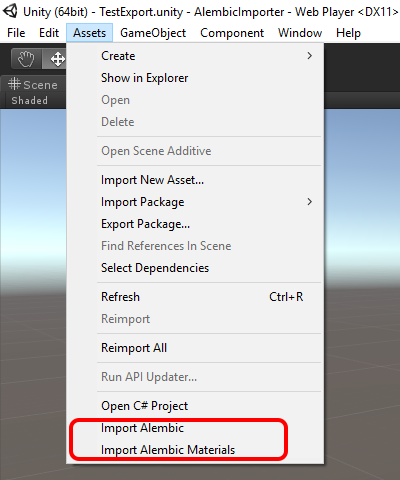 Unity (64bit) - TestExport.unity - AlembicImporter - Web Player <DX11>
File Edit Assets GameObject Component Window Help
Scene
Shaded
Create
Show in Explorer
Open
Delete
Open Scene Additive
Import New Asset...
Import Package
Export Package...
Find References In Scene
Select Dependencies
Refresh Ctrl+R
Reimport
Reimport All
Run API Updater...
Open C# Project
Import Alembic
Import Alembic Materials